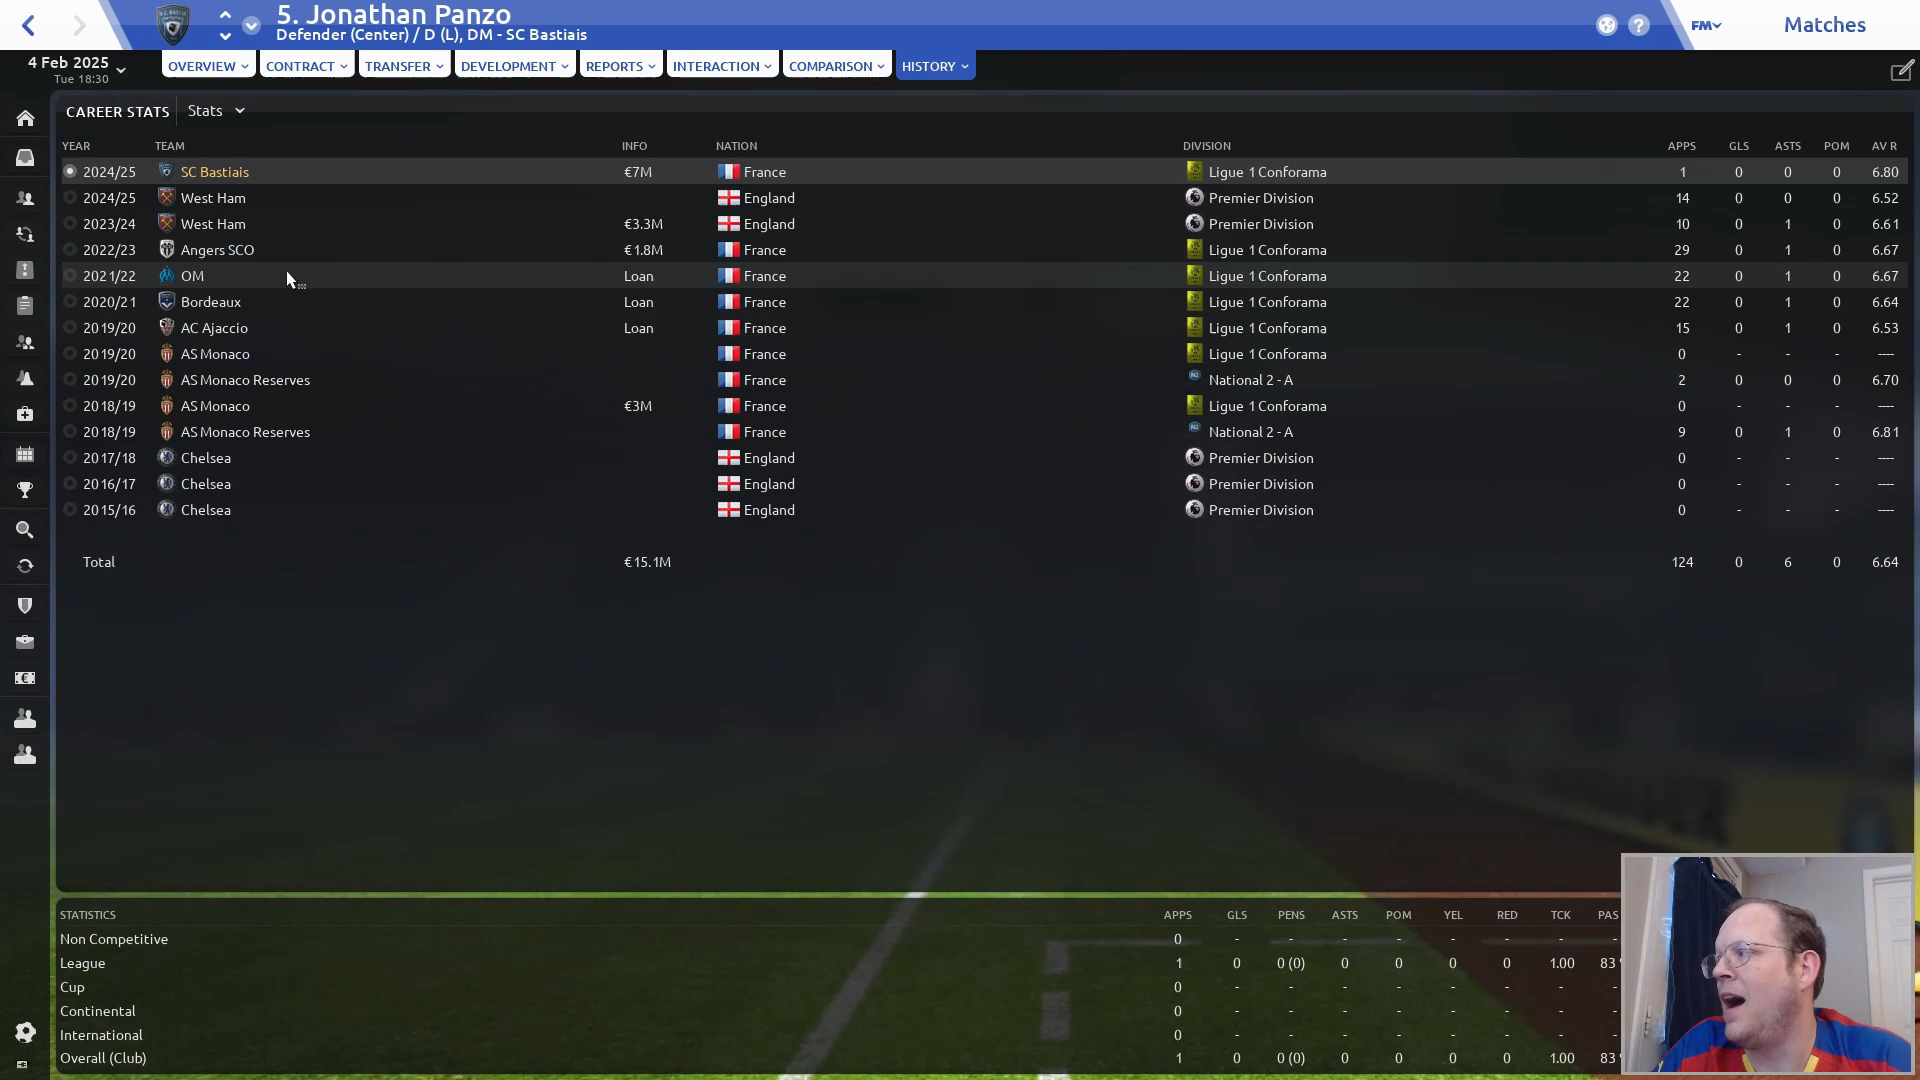 5. Jonathan Panzo
Defender (Center) / D (L), DM - SC Bastiais
FM
Matches
4 Feb 2025
Tue 18:30
OVERVIEW CONTRACT TRANSFER DEVELOPMENT REPORTS INTERACTION COMPARISON HISTORY
CAREER STATS Stats
YEAR TEAM INFO NATION DIVISION APPS GLS ASTS POM AV R
2024/25 SC Bastiais €7M France Ligue 1 Conforama 1 0 0 0 6.80
2024/25 West Ham England Premier Division 14 0 0 0 6.52
2023/24 West Ham €3.3M England Premier Division 10 0 1 0 6.61
2022/23 Angers SCO €1.8M France Ligue 1 Conforama 29 0 1 0 6.67
2021/22 OM Loan France Ligue 1 Conforama 22 0 1 0 6.67
2020/21 Bordeaux Loan France Ligue 1 Conforama 22 0 1 0 6.64
2019/20 AC Ajaccio Loan France Ligue 1 Conforama 15 0 1 0 6.53
2019/20 AS Monaco France Ligue 1 Conforama 0 - - - ----
2019/20 AS Monaco Reserves France National 2 - A 2 0 0 0 6.70
2018/19 AS Monaco €3M France Ligue 1 Conforama 0 - - - ----
2018/19 AS Monaco Reserves France National 2 - A 9 0 1 0 6.81
2017/18 Chelsea England Premier Division 0 - - - ----
2016/17 Chelsea England Premier Division 0 - - - ----
2015/16 Chelsea England Premier Division 0 - - - ----
Total €15.1M 124 0 6 0 6.64
STATISTICS APPS GLS PENS ASTS POM YEL RED TCK PAS
Non Competitive 0 - - - - - - - -
League 1 0 0 (0) 0 0 0 0 1.00 83
Cup 0 - - - - - - - -
Continental 0 - - - - - - - -
International 0 - - - - - - - -
Overall (Club) 1 0 0 (0) 0 0 0 0 1.00 83